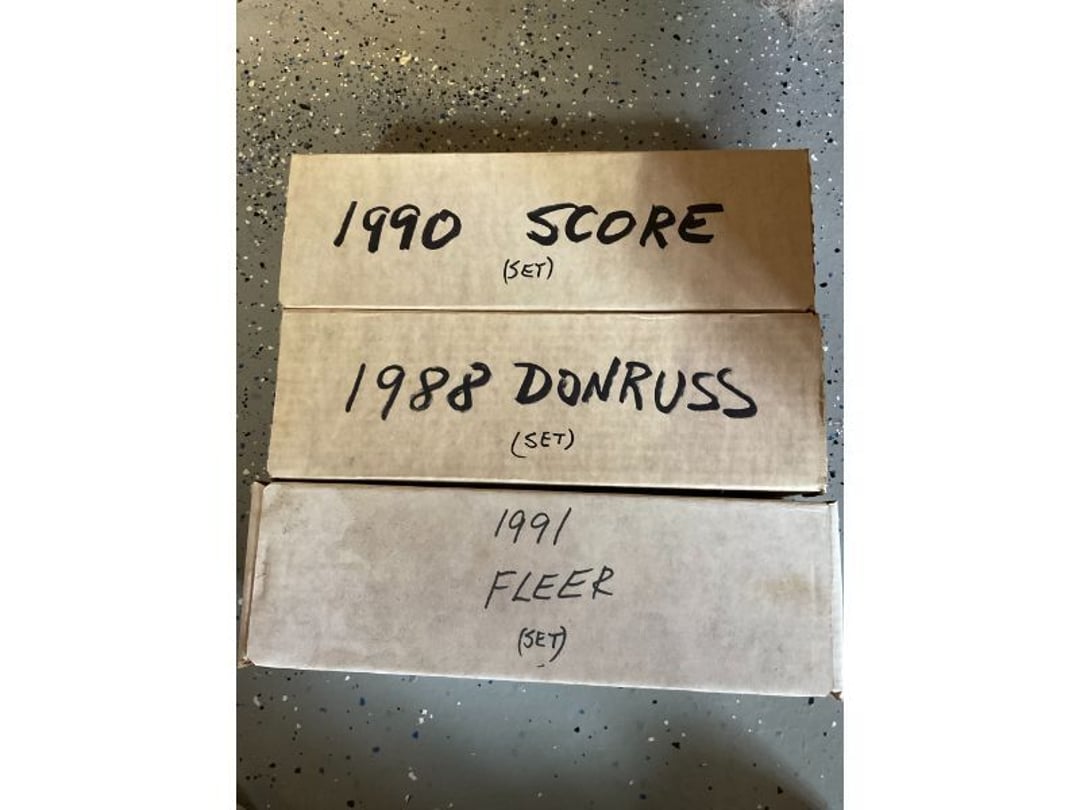 1990 SCORE
(SET)
1988 DONRUSS
(SET)
1991
FLEER
(SET)